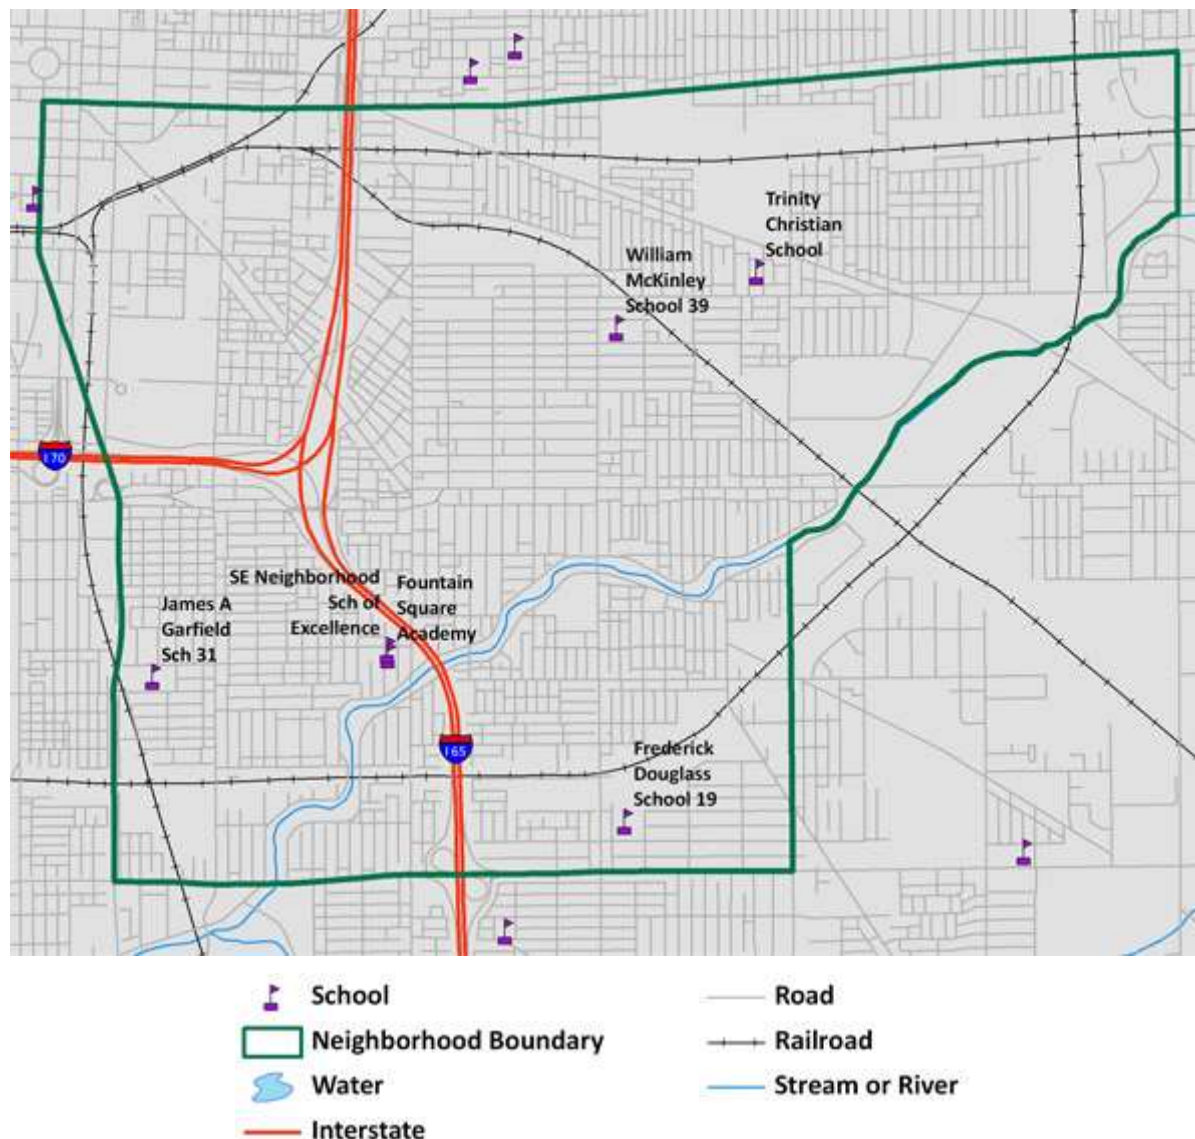 Trinity
Christian
School
William
McKinley
School 39
I 70
SE Neighborhood
Sch of
Excellence
Fountain
Square
Academy
James A
Garfield
Sch 31
I 65
Frederick
Douglass
School 19
School
Neighborhood Boundary
Water
Interstate
Road
Railroad
Stream or River